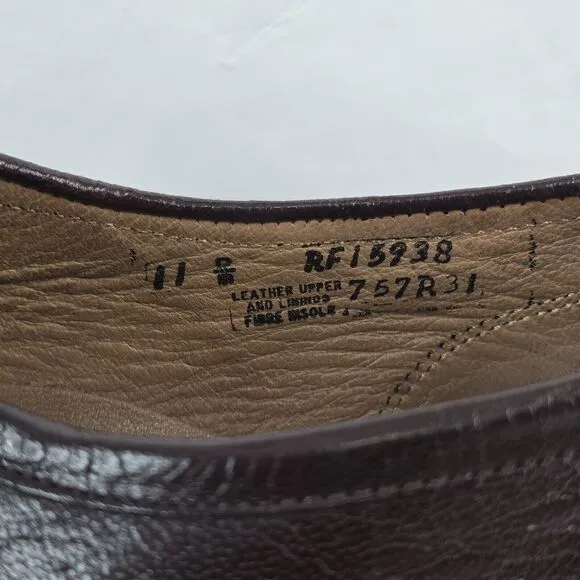 11 RF15938
LEATHER UPPER 757R31
AND LININGS
FIBRE INSOLE